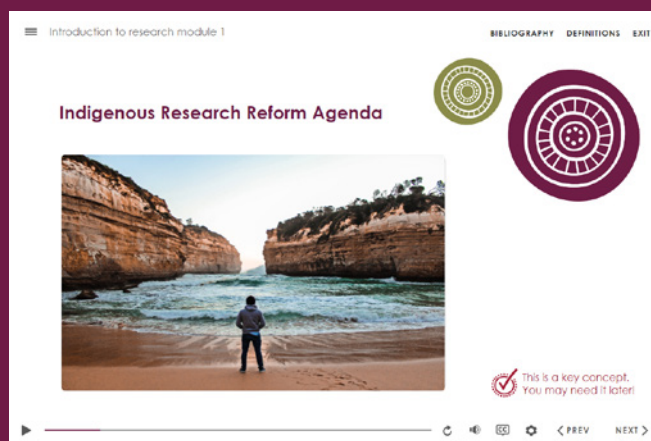 Introduction to research module 1
BIBLIOGRAPHY DEFINITIONS EXIT
Indigenous Research Reform Agenda
This is a key concept.
You may need it later!
CC
< PREV NEXT >